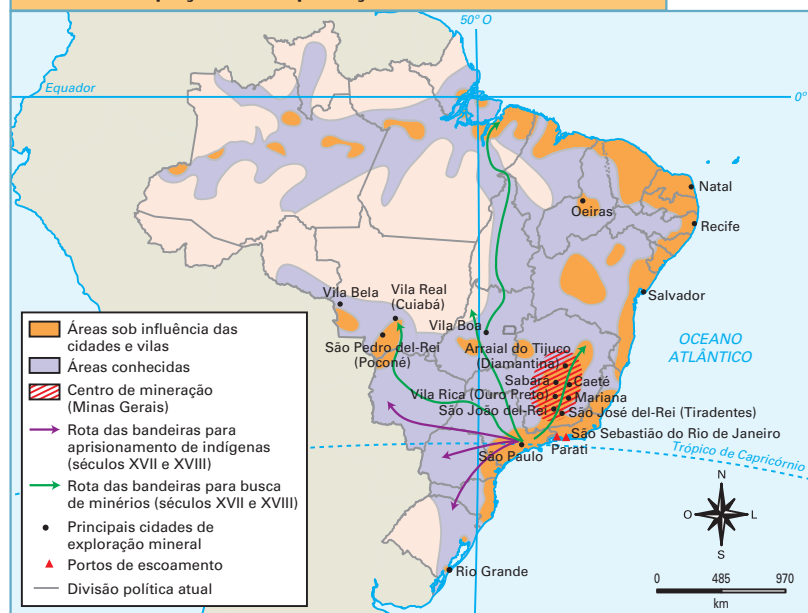 50° O
Equador
0°
Natal
Oeiras
Recife
Vila Bela
Vila Real
(Cuiabá)
Salvador
Vila Boa
São Pedro del-Rei
(Poconé)
Arraial do Tijuco
(Diamantina)
OCEANO
ATLÂNTICO
Sabará
Caeté
Vila Rica (Ouro Preto)
Mariana
São João del-Rei
São José del-Rei (Tiradentes)
São Sebastião do Rio de Janeiro
Parati
São Paulo
Trópico de Capricórnio
Rio Grande
Áreas sob influência das
cidades e vilas
Áreas conhecidas
Centro de mineração
(Minas Gerais)
Rota das bandeiras para
aprisionamento de indígenas
(séculos XVII e XVIII)
Rota das bandeiras para busca
de minérios (séculos XVII e XVIII)
Principais cidades de
exploração mineral
Portos de escoamento
Divisão política atual
N
O
L
S
0 485 970
km